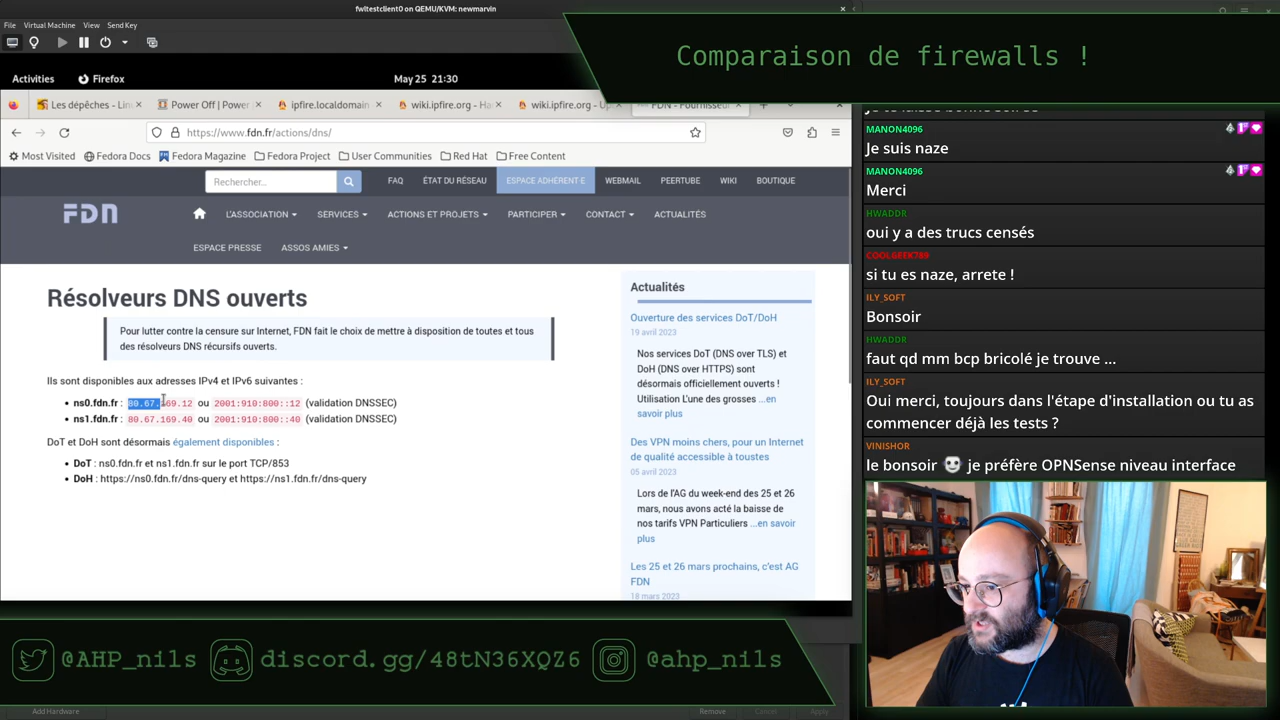 fwltestclient0 on QEMU/KVM: newmarvin
File Virtual Machine View Send Key
Comparaison de firewalls !
Activities Firefox May 25 21:30
Les dépêches - Lin Power Off | Power ipfire.localdomain wiki.ipfire.org - Ha wiki.ipfire.org - Up FDN - Fournisseur
https://www.fdn.fr/actions/dns/
Most Visited Fedora Docs Fedora Magazine Fedora Project User Communities Red Hat Free Content
Rechercher... FAQ ÉTAT DU RÉSEAU ESPACE ADHÉRENT·E WEBMAIL PEERTUBE WIKI BOUTIQUE
FDN L'ASSOCIATION SERVICES ACTIONS ET PROJETS PARTICIPER CONTACT ACTUALITÉS
ESPACE PRESSE ASSOS AMIES
Résolveurs DNS ouverts
Pour lutter contre la censure sur Internet, FDN fait le choix de mettre à disposition de toutes et tous
des résolveurs DNS récursifs ouverts.
Ils sont disponibles aux adresses IPv4 et IPv6 suivantes :
ns0.fdn.fr : 80.67.169.12 ou 2001:910:800::12 (validation DNSSEC)
ns1.fdn.fr : 80.67.169.40 ou 2001:910:800::40 (validation DNSSEC)
DoT et DoH sont désormais également disponibles :
DoT : ns0.fdn.fr et ns1.fdn.fr sur le port TCP/853
DoH : https://ns0.fdn.fr/dns-query et https://ns1.fdn.fr/dns-query
Actualités
Ouverture des services DoT/DoH
19 avril 2023
Nos services DoT (DNS over TLS) et
DoH (DNS over HTTPS) sont
désormais officiellement ouverts !
Utilisation L'une des grosses ...en
savoir plus
Des VPN moins chers, pour un Internet
de qualité accessible à toustes
05 avril 2023
Lors de l'AG du week-end des 25 et 26
mars, nous avons acté la baisse de
nos tarifs VPN Particuliers ...en savoir
plus
Les 25 et 26 mars prochains, c'est AG
FDN
18 mars 2023
MANON4096
Je suis naze
MANON4096
Merci
HWADDR
oui y a des trucs censés
COOLGEEK789
si tu es naze, arrete !
ILY_SOFT
Bonsoir
HWADDR
faut qd mm bcp bricolé je trouve ...
ILY_SOFT
Oui merci, toujours dans l'étape d'installation ou tu as
commencer déjà les tests ?
VINISHOR
le bonsoir je préfère OPNSense niveau interface
@AHP_nils discord.gg/48tN36XQZ6 @ahp_nils
Add Hardware Remove Cancel Apply